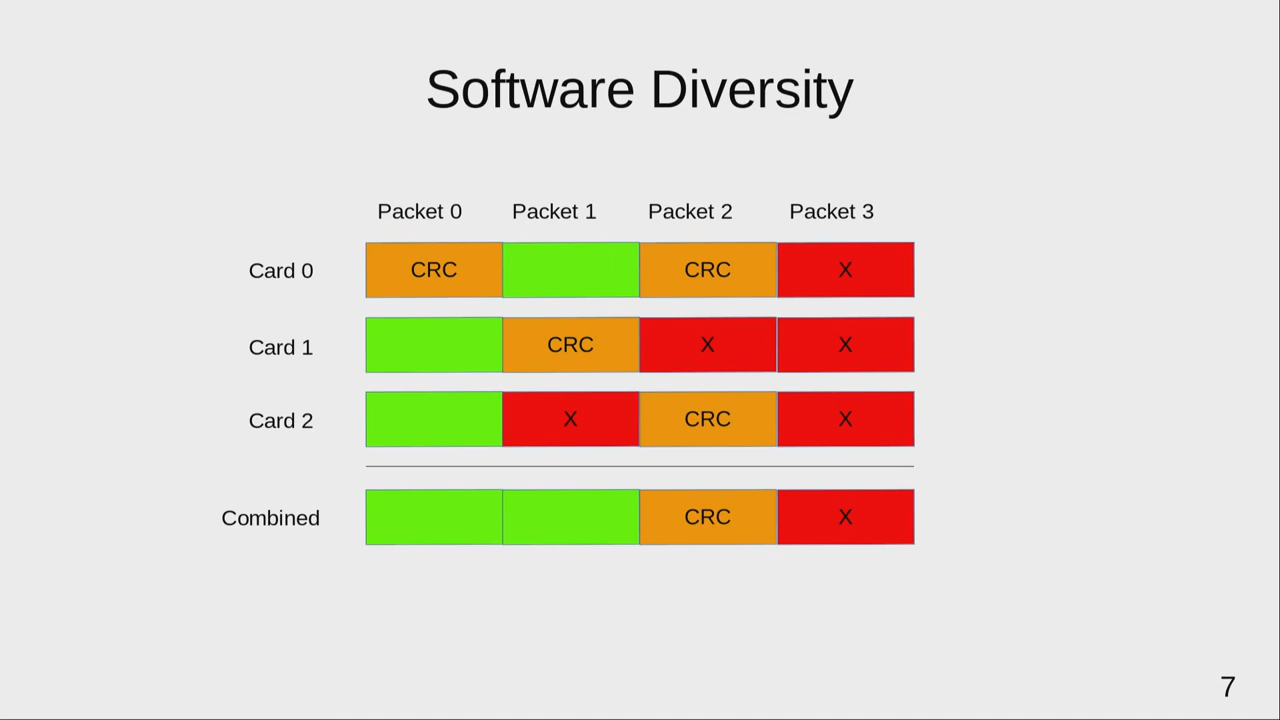 Software Diversity
Packet 0 Packet 1 Packet 2 Packet 3
Card 0 CRC CRC X
Card 1 CRC X X
Card 2 X CRC X
Combined CRC X
7